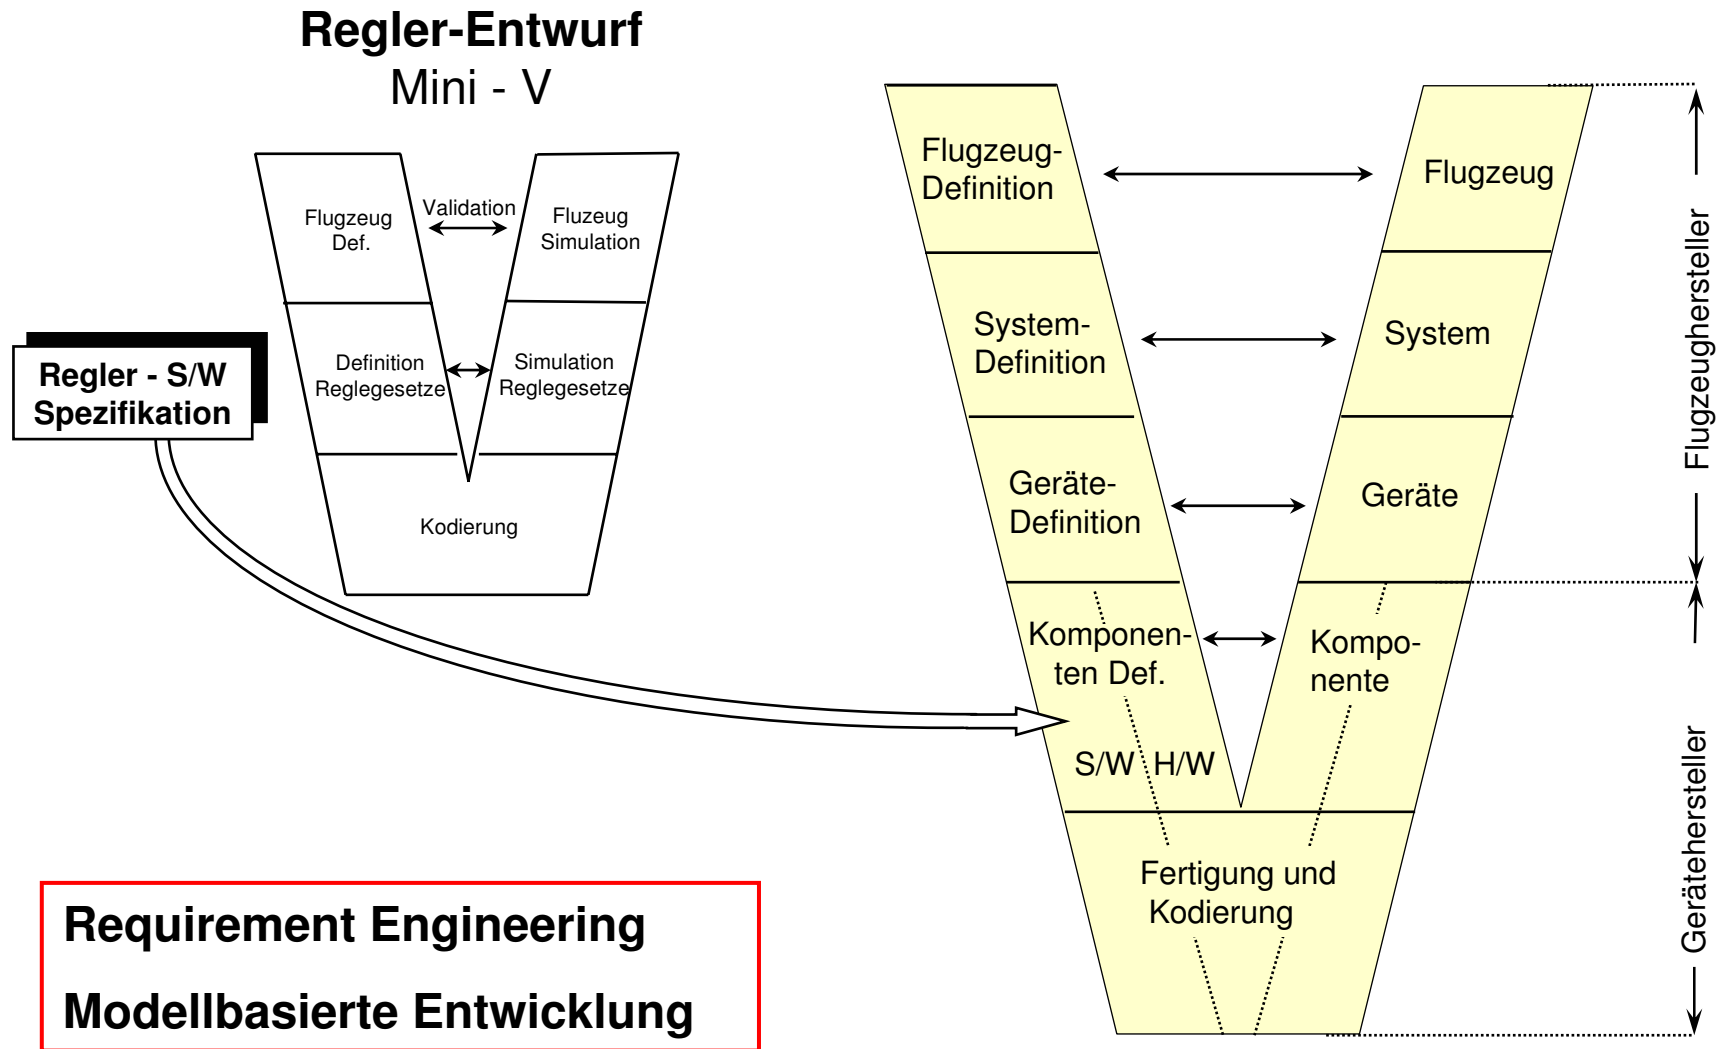 Regler-Entwurf
Mini - V
Flugzeug
Def.
Validation
Fluzeug
Simulation
Definition
Reglegesetze
Simulation
Reglegesetze
Kodierung
Regler - S/W
Spezifikation
Requirement Engineering
Modellbasierte Entwicklung
Flugzeug-
Definition
Flugzeug
System-
Definition
System
Geräte-
Definition
Geräte
Komponen-
ten Def.
Kompo-
nente
S/W H/W
Fertigung und
Kodierung
Flugzeughersteller
Gerätehersteller